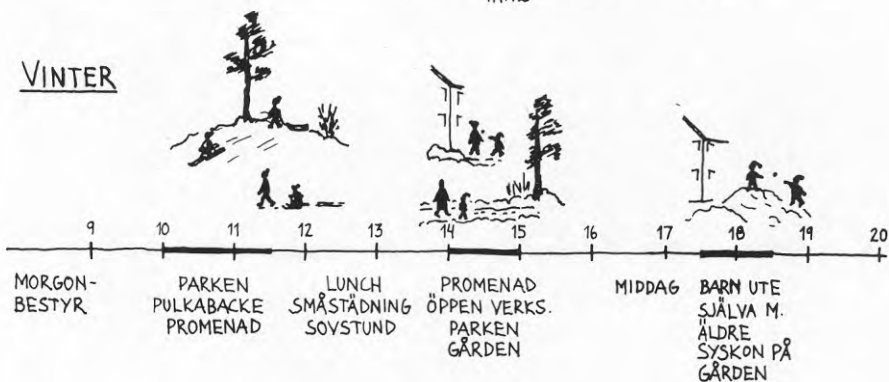 VINTER
9 10 11 12 13 14 15 16 17 18 19 20
MORGON-
BESTYR
PARKEN
PULKABACKE
PROMENAD
LUNCH
SMÅSTÄDNING
SOVSTUND
PROMENAD
ÖPPEN VERKS.
PARKEN
GÅRDEN
MIDDAG
BARN UTE
SJÄLVA M.
ÄLDRE
SYSKON PÅ
GÅRDEN